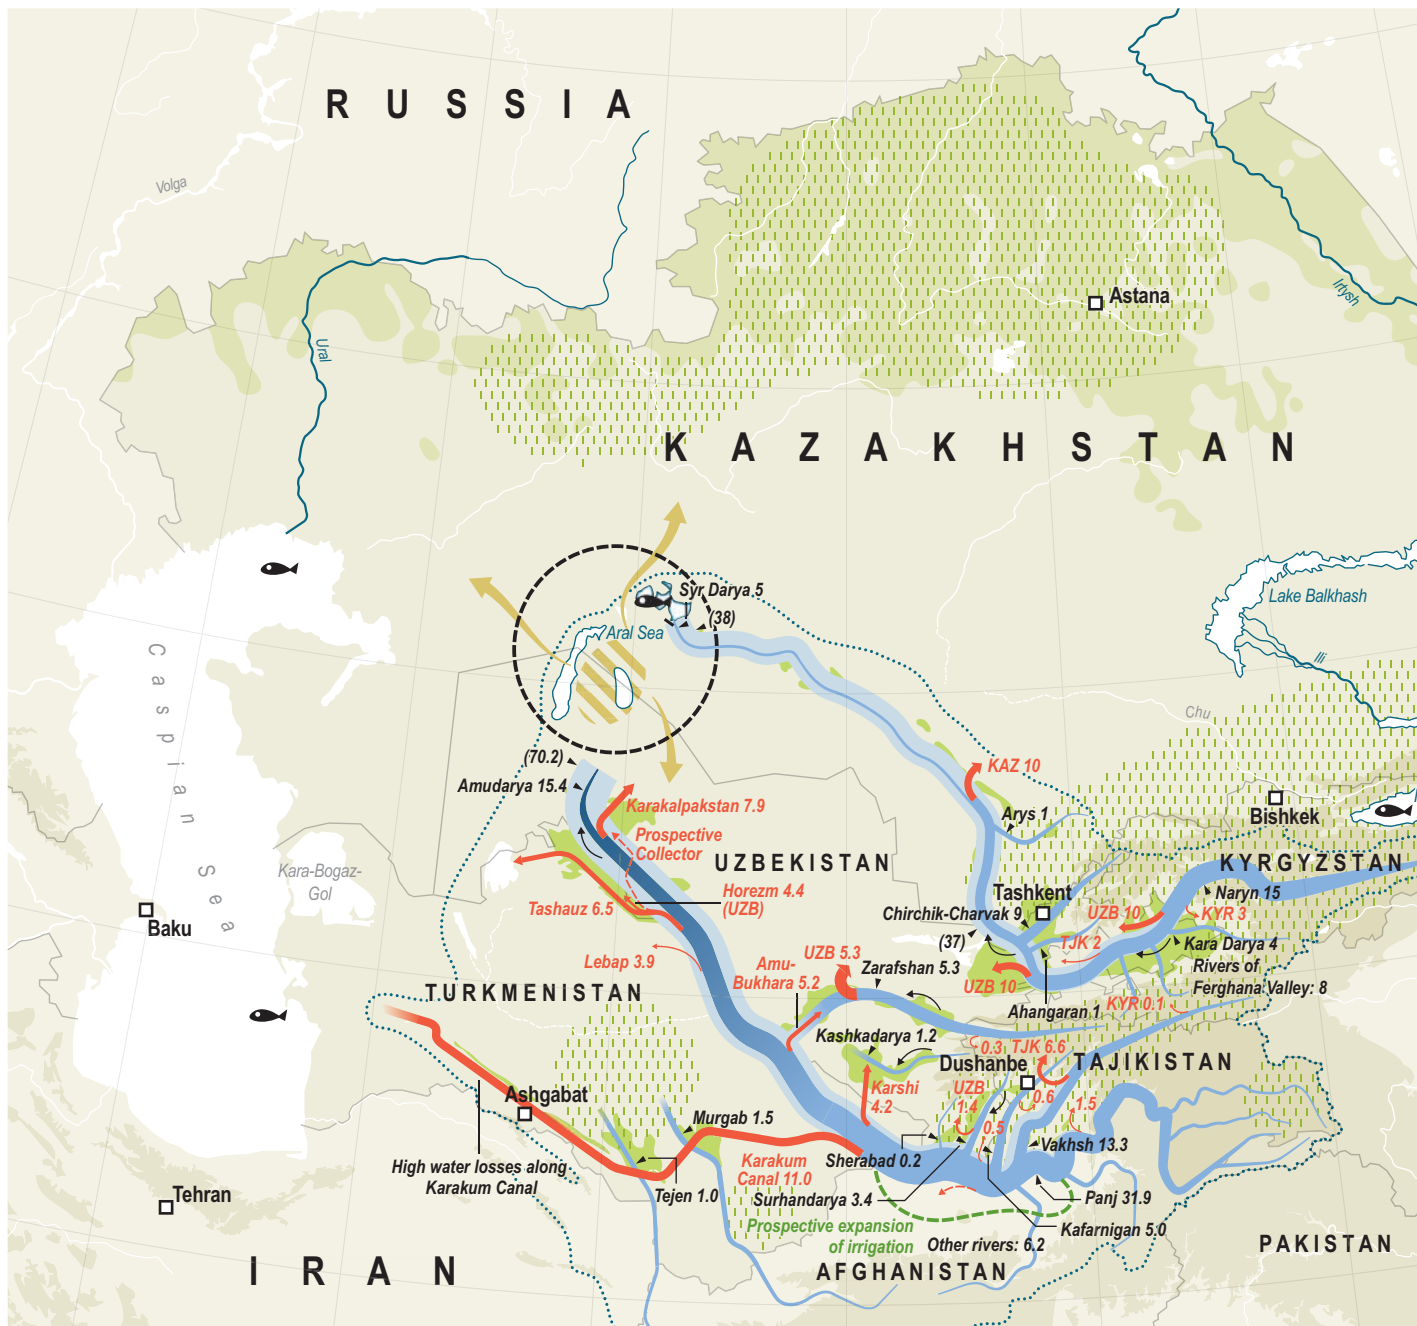 RUSSIA
Volga
Irtysh
Astana
Ural
KAZAKHSTAN
Syr Darya 5
(38)
Aral Sea
Lake Balkhash
Ili
Chu
Caspian Sea
(70.2)
Amudarya 15.4
KAZ 10
Karakalpakstan 7.9
Arys 1
Bishkek
Prospective
Collector
UZBEKISTAN
KYRGYZSTAN
Kara-Bogaz-
Gol
Tashkent
Naryn 15
Horezm 4.4
(UZB)
Tashauz 6.5
Chirchik-Charvak 9
UZB 10
KYR 3
Baku
(37)
TJK 2
Kara Darya 4
Lebap 3.9
Amu-
Bukhara 5.2
UZB 5.3
Zarafshan 5.3
Rivers of
Ferghana Valley: 8
UZB 10
TURKMENISTAN
Ahangaran 1
KYR 0.1
Kashkadarya 1.2
0.3
TJK 6.6
Dushanbe
TAJIKISTAN
Ashgabat
Karshi
4.2
UZB
1.4
0.6
1.5
Murgab 1.5
0.5
Vakhsh 13.3
High water losses along
Karakum Canal
Karakum
Canal 11.0
Sherabad 0.2
Tehran
Tejen 1.0
Surhandarya 3.4
Panj 31.9
Prospective expansion
of irrigation
Kafarnigan 5.0
Other rivers: 6.2
PAKISTAN
IRAN
AFGHANISTAN